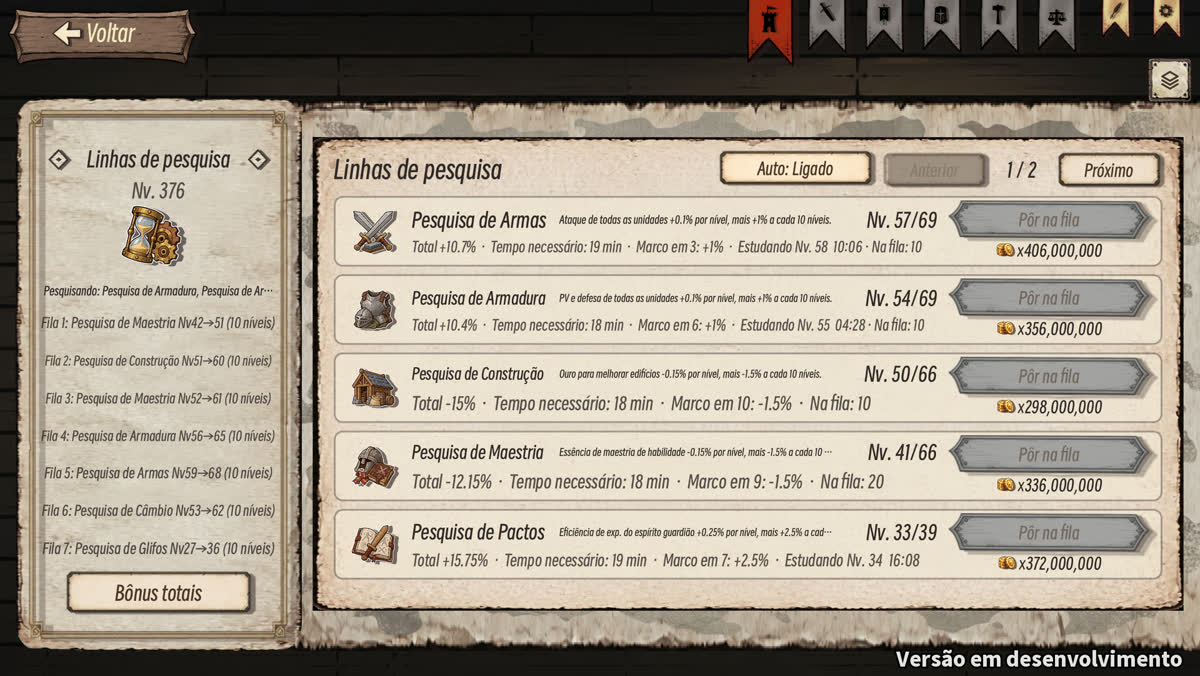 Voltar
Linhas de pesquisa
Nv. 376
Pesquisando: Pesquisa de Armadura, Pesquisa de Ar···
Fila 1: Pesquisa de Maestria Nv42→51 (10 níveis)
Fila 2: Pesquisa de Construção Nv51→60 (10 níveis)
Fila 3: Pesquisa de Maestria Nv52→61 (10 níveis)
Fila 4: Pesquisa de Armadura Nv56→65 (10 níveis)
Fila 5: Pesquisa de Armas Nv59→68 (10 níveis)
Fila 6: Pesquisa de Câmbio Nv53→62 (10 níveis)
Fila 7: Pesquisa de Glifos Nv27→36 (10 níveis)
Bônus totais
Linhas de pesquisa
Auto: Ligado
Anterior
1 / 2
Próximo
Pesquisa de Armas Ataque de todas as unidades +0.1% por nível, mais +1% a cada 10 níveis. Nv. 57/69 Pôr na fila
Total +10.7% · Tempo necessário: 19 min · Marco em 3: +1% · Estudando Nv. 58 10:06 · Na fila: 10 x406,000,000
Pesquisa de Armadura PV e defesa de todas as unidades +0.1% por nível, mais +1% a cada 10 níveis. Nv. 54/69 Pôr na fila
Total +10.4% · Tempo necessário: 18 min · Marco em 6: +1% · Estudando Nv. 55 04:28 · Na fila: 10 x356,000,000
Pesquisa de Construção Ouro para melhorar edifícios -0.15% por nível, mais -1.5% a cada 10 níveis. Nv. 50/66 Pôr na fila
Total -15% · Tempo necessário: 18 min · Marco em 10: -1.5% · Na fila: 10 x298,000,000
Pesquisa de Maestria Essência de maestria de habilidade -0.15% por nível, mais -1.5% a cada 10 ··· Nv. 41/66 Pôr na fila
Total -12.15% · Tempo necessário: 18 min · Marco em 9: -1.5% · Na fila: 20 x336,000,000
Pesquisa de Pactos Eficiência de exp. do espírito guardião +0.25% por nível, mais +2.5% a cad··· Nv. 33/39 Pôr na fila
Total +15.75% · Tempo necessário: 19 min · Marco em 7: +2.5% · Estudando Nv. 34 16:08 x372,000,000
Versão em desenvolvimento